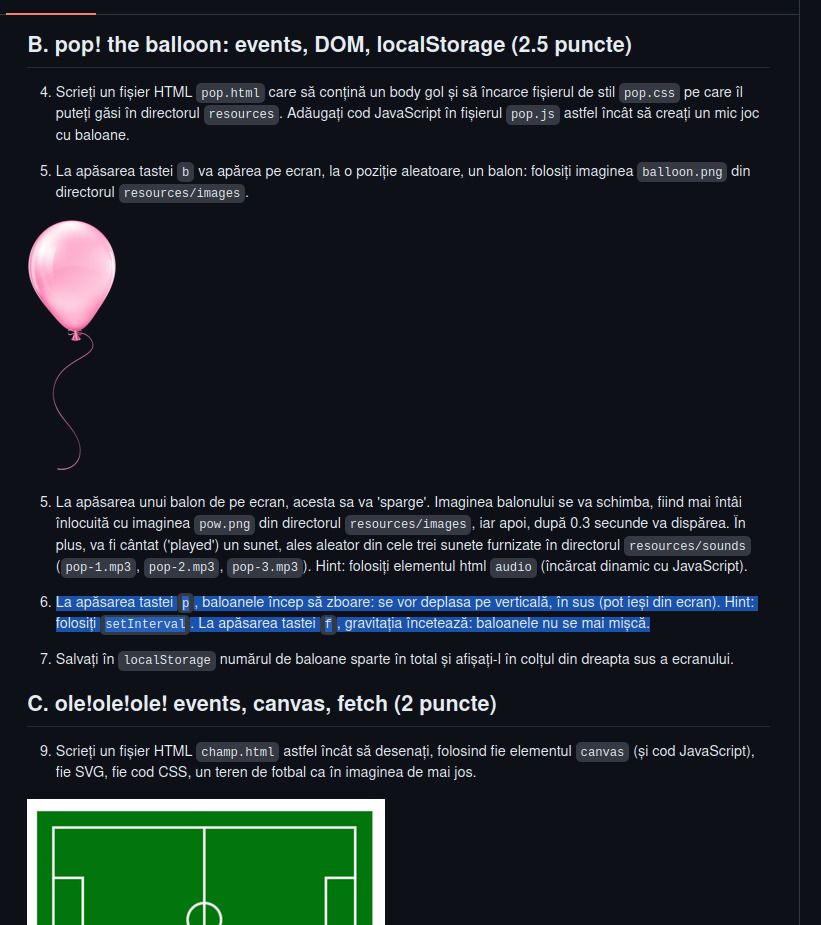 B. pop! the balloon: events, DOM, localStorage (2.5 puncte)
4. Scrieți un fișier HTML pop.html care să conțină un body gol și să încarce fișierul de stil pop.css pe care îl
puteți găsi în directorul resources. Adăugați cod JavaScript în fișierul pop.js astfel încât să creați un mic joc
cu baloane.
5. La apăsarea tastei b va apărea pe ecran, la o poziție aleatoare, un balon: folosiți imaginea balloon.png din
directorul resources/images.
5. La apăsarea unui balon de pe ecran, acesta sa va 'sparge'. Imaginea balonului se va schimba, fiind mai întâi
înlocuită cu imaginea pow.png din directorul resources/images, iar apoi, după 0.3 secunde va dispărea. În
plus, va fi cântat ('played') un sunet, ales aleator din cele trei sunete furnizate în directorul resources/sounds
(pop-1.mp3, pop-2.mp3, pop-3.mp3). Hint: folosiți elementul html audio (încărcat dinamic cu JavaScript).
6. La apăsarea tastei p, baloanele încep să zboare: se vor deplasa pe verticală, în sus (pot ieși din ecran). Hint:
folosiți setInterval. La apăsarea tastei f, gravitația încetează: baloanele nu se mai mișcă.
7. Salvați în localStorage numărul de baloane sparte în total și afișați-l în colțul din dreapta sus a ecranului.
C. ole!ole!ole! events, canvas, fetch (2 puncte)
9. Scrieți un fișier HTML champ.html astfel încât să desenați, folosind fie elementul canvas (și cod JavaScript),
fie SVG, fie cod CSS, un teren de fotbal ca în imaginea de mai jos.